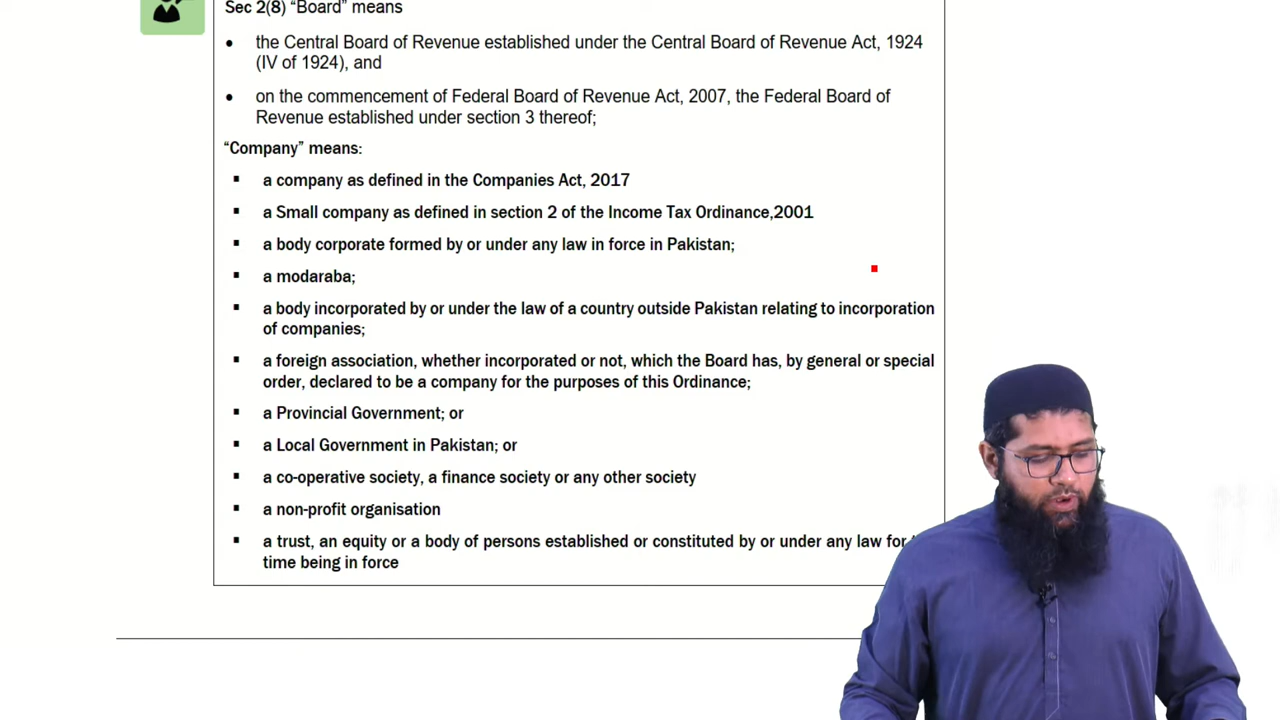 Sec 2(8) “Board” means
• the Central Board of Revenue established under the Central Board of Revenue Act, 1924
(IV of 1924), and
• on the commencement of Federal Board of Revenue Act, 2007, the Federal Board of
Revenue established under section 3 thereof;
“Company” means:
▪ a company as defined in the Companies Act, 2017
▪ a Small company as defined in section 2 of the Income Tax Ordinance,2001
▪ a body corporate formed by or under any law in force in Pakistan;
▪ a modaraba;
▪ a body incorporated by or under the law of a country outside Pakistan relating to incorporation
of companies;
▪ a foreign association, whether incorporated or not, which the Board has, by general or special
order, declared to be a company for the purposes of this Ordinance;
▪ a Provincial Government; or
▪ a Local Government in Pakistan; or
▪ a co-operative society, a finance society or any other society
▪ a non-profit organisation
▪ a trust, an equity or a body of persons established or constituted by or under any law for
time being in force